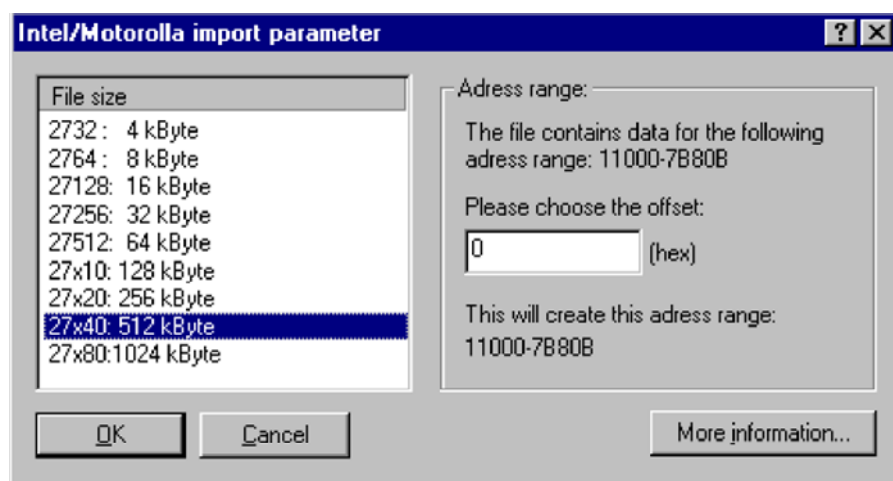 Intel/Motorolla import parameter
File size
2732 : 4 kByte
2764 : 8 kByte
27128: 16 kByte
27256: 32 kByte
27512: 64 kByte
27x10: 128 kByte
27x20: 256 kByte
27x40: 512 kByte
27x80:1024 kByte
Adress range:
The file contains data for the following
adress range: 11000-7B80B
Please choose the offset:
0 (hex)
This will create this adress range:
11000-7B80B
OK Cancel More information...